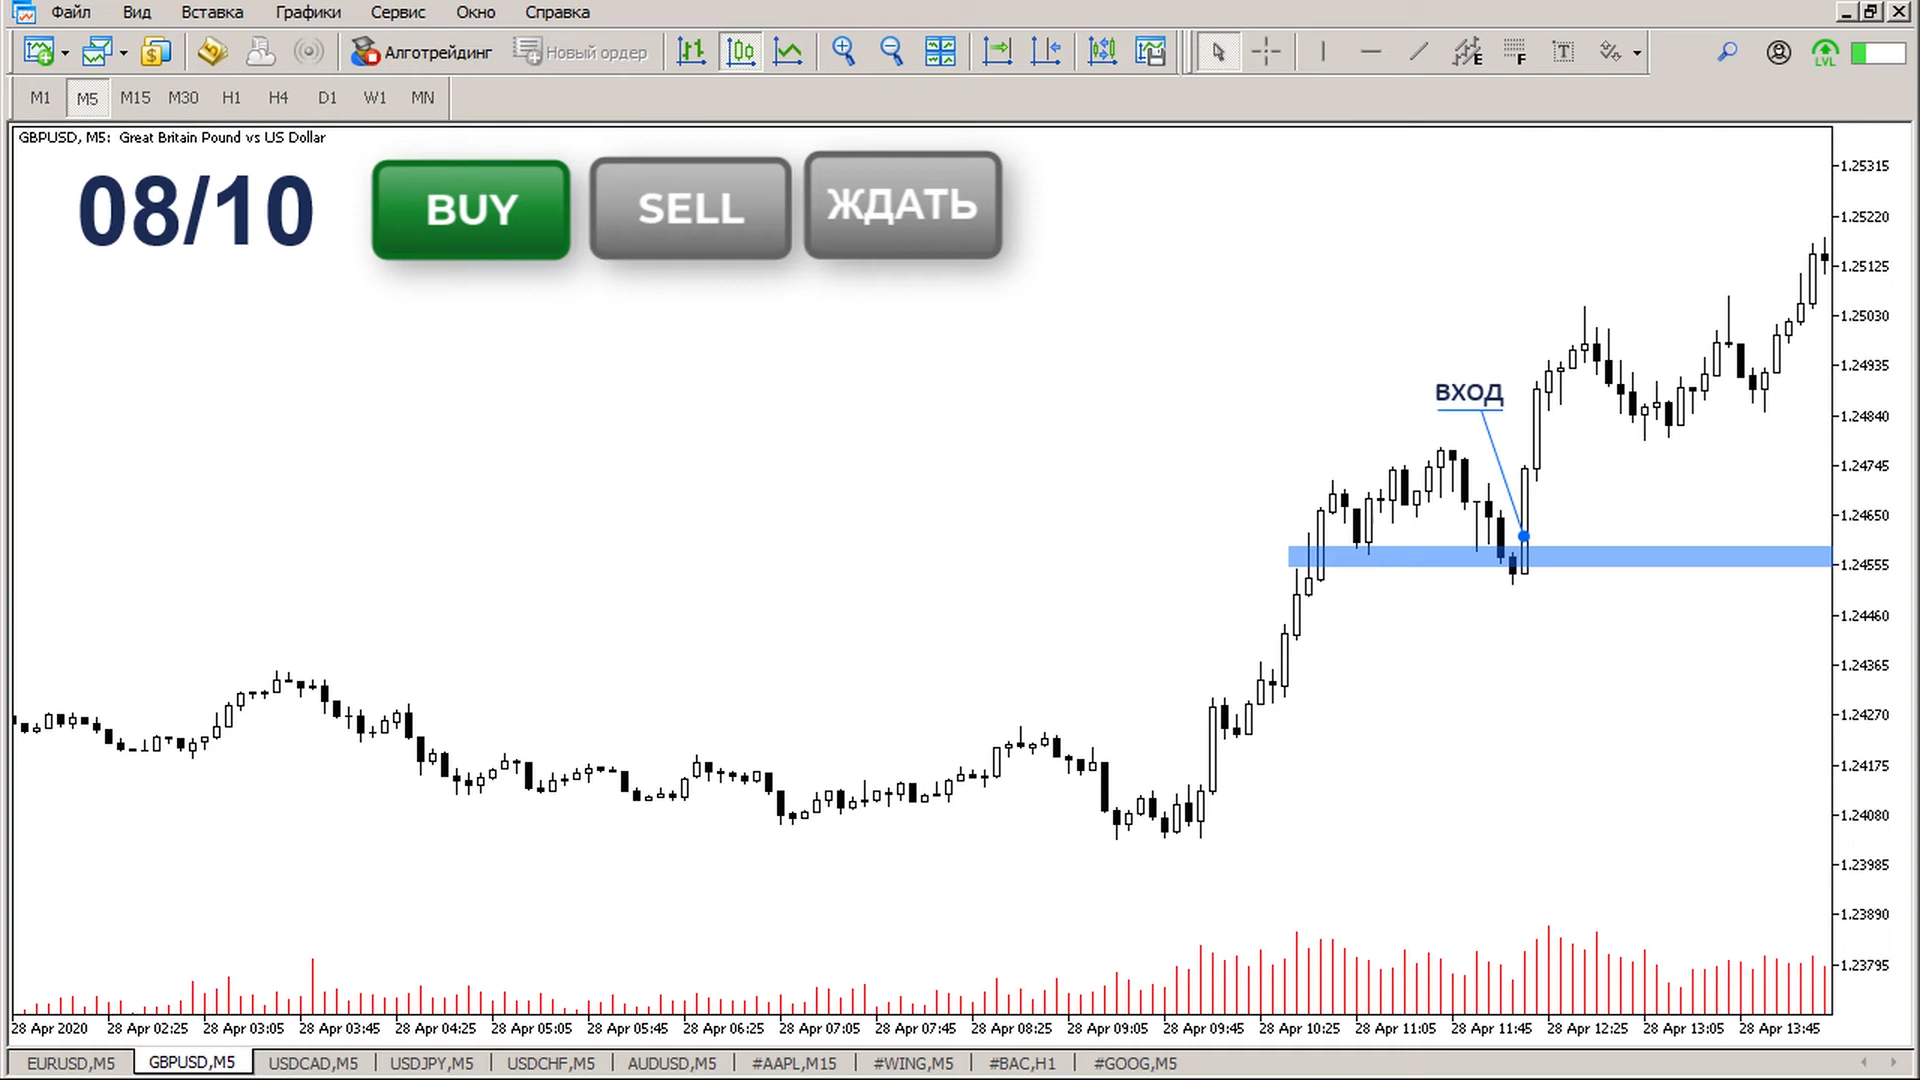 Файл Вид Вставка Графики Сервис Окно Справка
Алготрейдинг Новый ордер E F T LVL
M1 M5 M15 M30 H1 H4 D1 W1 MN
GBPUSD, M5: Great Britain Pound vs US Dollar
08/10 BUY SELL ЖДАТЬ
ВХОД
1.25315
1.25220
1.25125
1.25030
1.24935
1.24840
1.24745
1.24650
1.24555
1.24460
1.24365
1.24270
1.24175
1.24080
1.23985
1.23890
1.23795
28 Apr 2020 28 Apr 02:25 28 Apr 03:05 28 Apr 03:45 28 Apr 04:25 28 Apr 05:05 28 Apr 05:45 28 Apr 06:25 28 Apr 07:05 28 Apr 07:45 28 Apr 08:25 28 Apr 09:05 28 Apr 09:45 28 Apr 10:25 28 Apr 11:05 28 Apr 11:45 28 Apr 12:25 28 Apr 13:05 28 Apr 13:45
EURUSD,M5 GBPUSD,M5 USDCAD,M5 USDJPY,M5 USDCHF,M5 AUDUSD,M5 #AAPL,M15 #WING,M5 #BAC,H1 #GOOG,M5